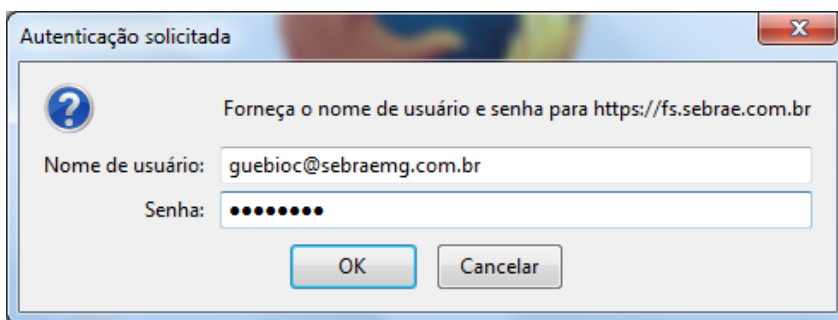 Autenticação solicitada
Forneça o nome de usuário e senha para https://fs.sebrae.com.br
Nome de usuário: guebioc@sebraemg.com.br
Senha: ••••••••
OK Cancelar